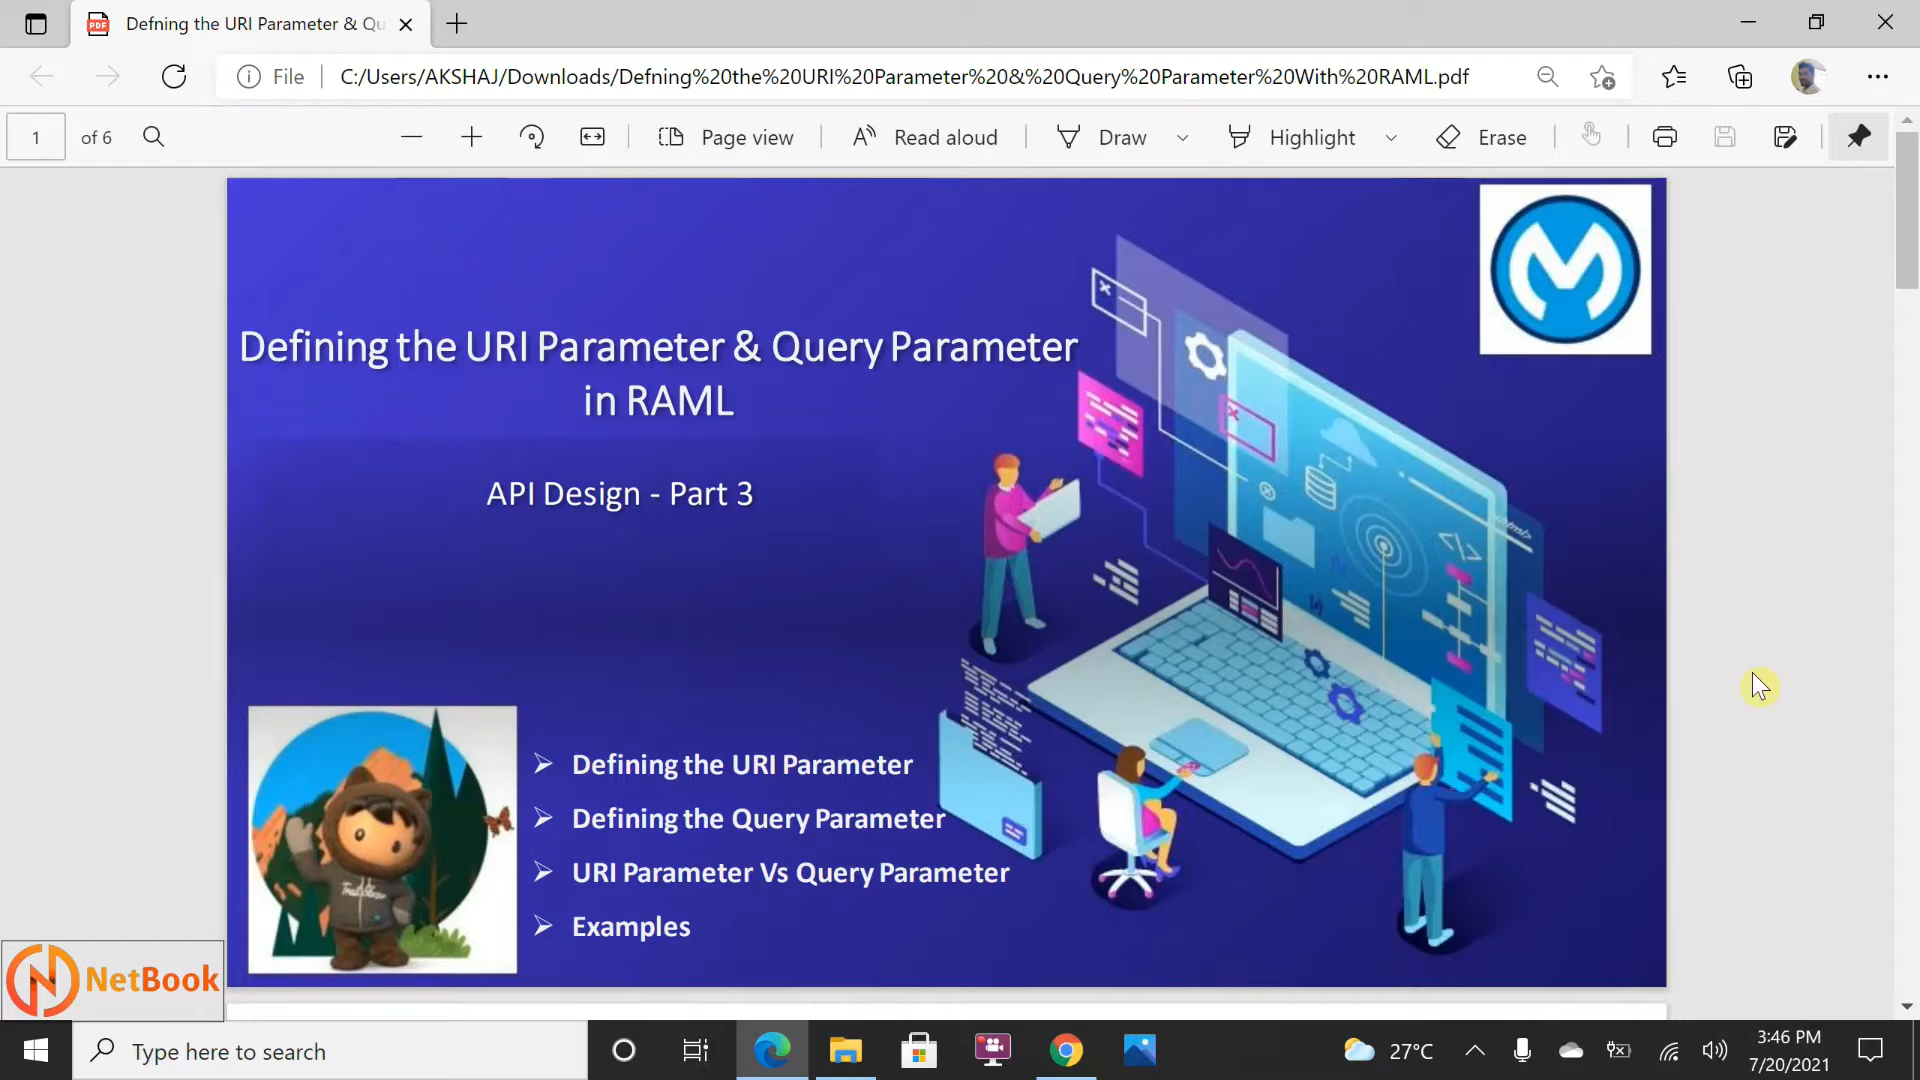 Defning the URI Parameter & Qu
File
C:/Users/AKSHAJ/Downloads/Defning%20the%20URI%20Parameter%20&%20Query%20Parameter%20With%20RAML.pdf
1 of 6
Page view
Read aloud
Draw
Highlight
Erase
Defining the URI Parameter & Query Parameter
in RAML
API Design - Part 3
Defining the URI Parameter
Defining the Query Parameter
URI Parameter Vs Query Parameter
Examples
NetBook
Type here to search
27°C
3:46 PM
7/20/2021